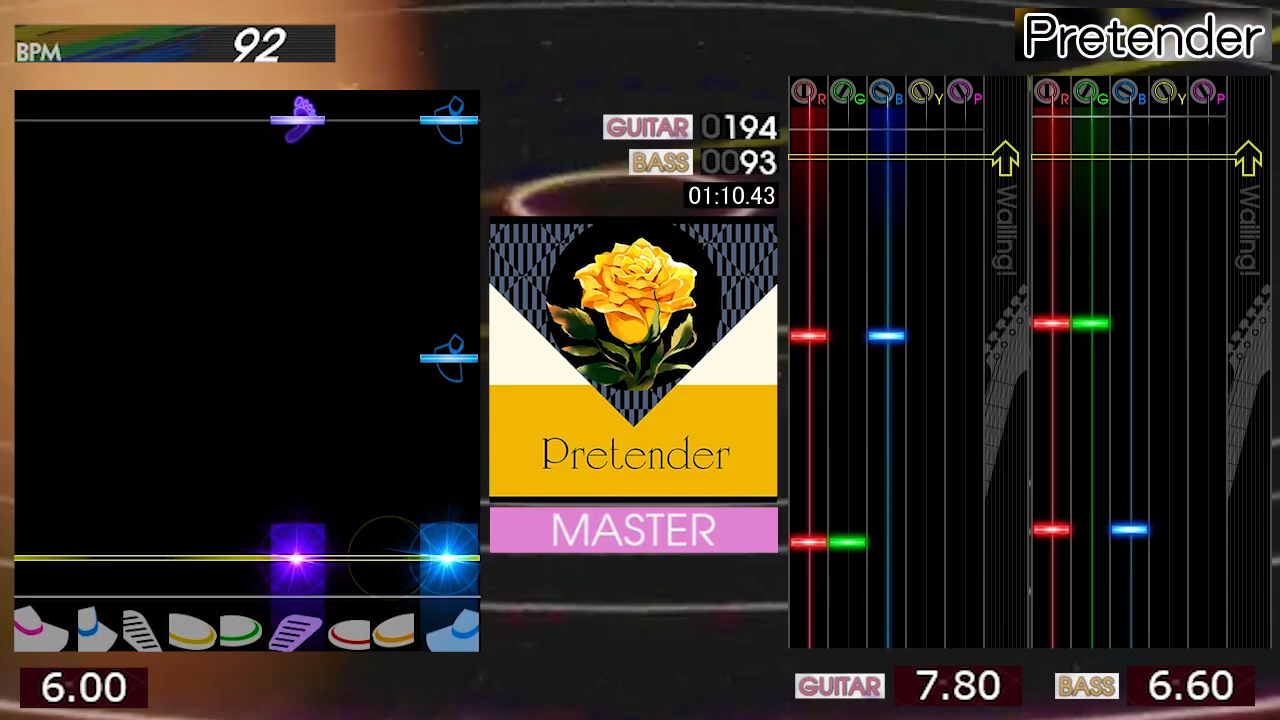 BPM 92
Pretender
R G B Y P R G B Y P
GUITAR 0194
BASS 0093
01:10.43
Wailing!
Wailing!
Pretender
MASTER
6.00
GUITAR 7.80
BASS 6.60